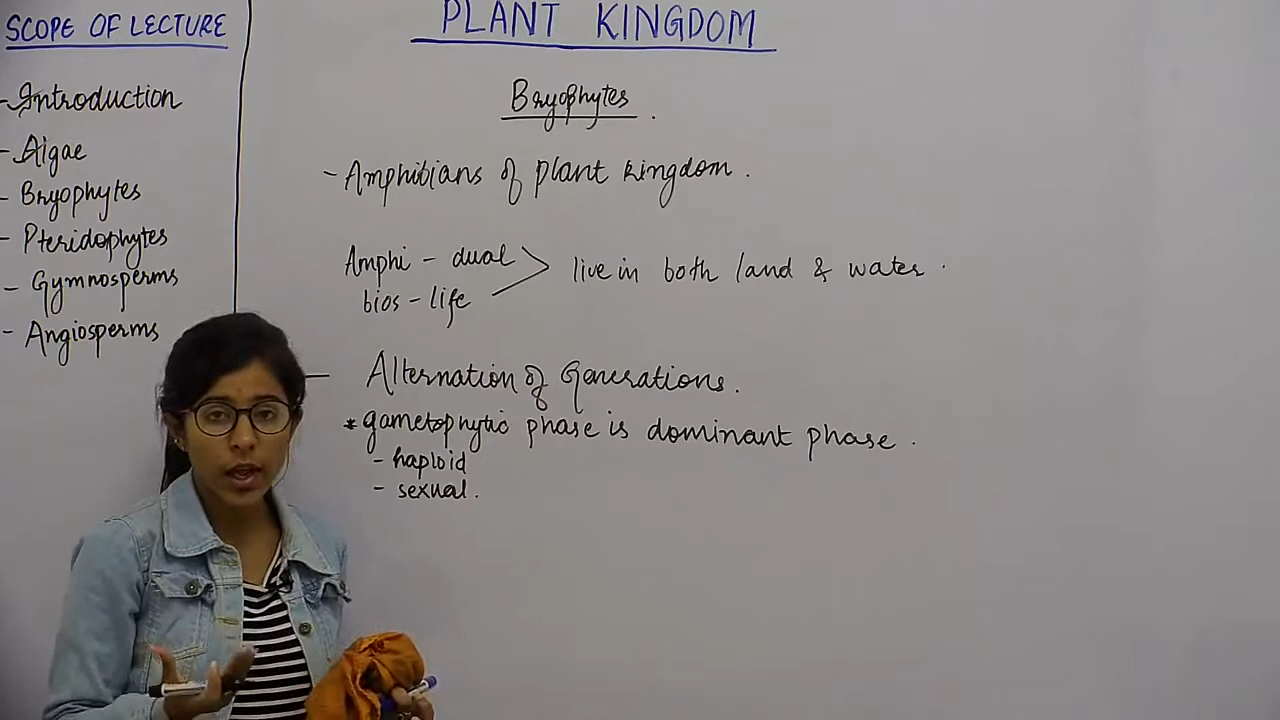 SCOPE OF LECTURE
- Introduction
- Algae
- Bryophytes
- Pteridophytes
- Gymnosperms
- Angiosperms
PLANT KINGDOM
Bryophytes.
- Amphibians of plant kingdom.
Amphi - dual
bios - life
live in both land & water.
- Alternation of Generations.
* gametophytic phase is dominant phase.
- haploid
- sexual.